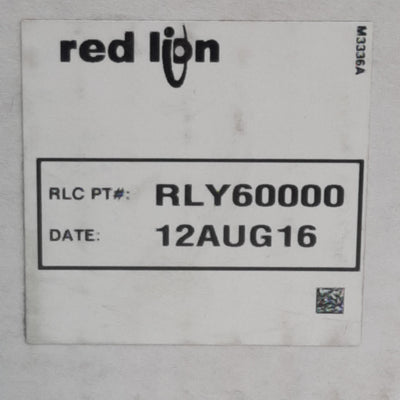 red lion
M3336A
RLC PT#: RLY60000
DATE: 12AUG16